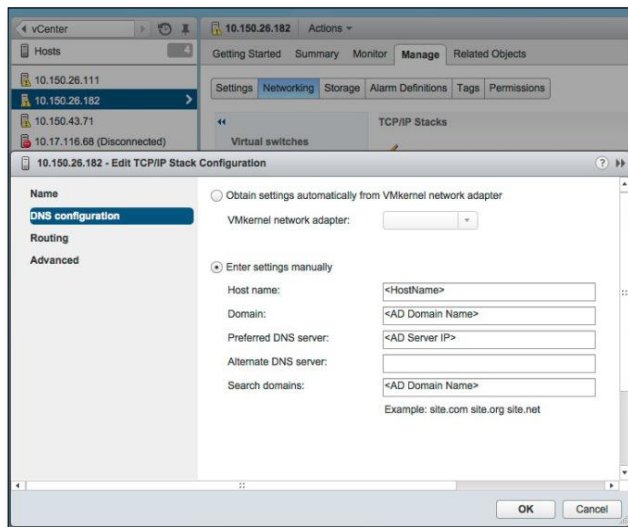 vCenter
10.150.26.182 Actions
Hosts 4
Getting Started Summary Monitor Manage Related Objects
10.150.26.111
10.150.26.182
10.150.43.71
10.17.116.68 (Disconnected)
Settings Networking Storage Alarm Definitions Tags Permissions
Virtual switches
TCP/IP Stacks
10.150.26.182 - Edit TCP/IP Stack Configuration
Name
DNS configuration
Routing
Advanced
Obtain settings automatically from VMkernel network adapter
VMkernel network adapter:
Enter settings manually
Host name: <HostName>
Domain: <AD Domain Name>
Preferred DNS server: <AD Server IP>
Alternate DNS server:
Search domains: <AD Domain Name>
Example: site.com site.org site.net
OK Cancel